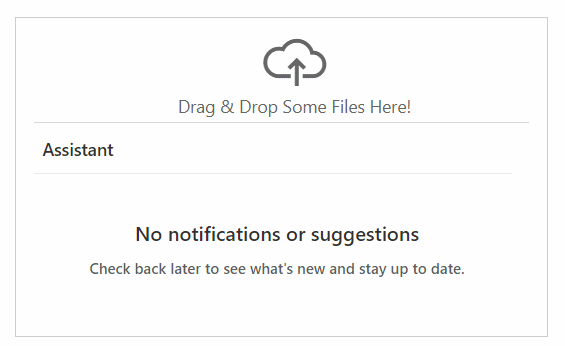 Drag & Drop Some Files Here!
Assistant
No notifications or suggestions
Check back later to see what's new and stay up to date.